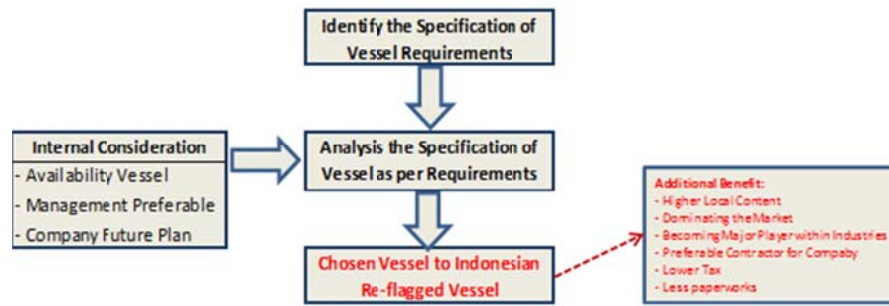 Identify the Specification of
Vessel Requirements
Internal Consideration
- Availability Vessel
- Management Preferable
- Company Future Plan
Analysis the Specification of
Vessel as per Requirements
Chosen Vessel to Indonesian
Re-flagged Vessel
Additional Benefit:
- Higher Local Content
- Dominating the Market
- Becoming Major Player within Industries
- Preferable Contractor for Compaby
- Lower Tax
- Less paperworks